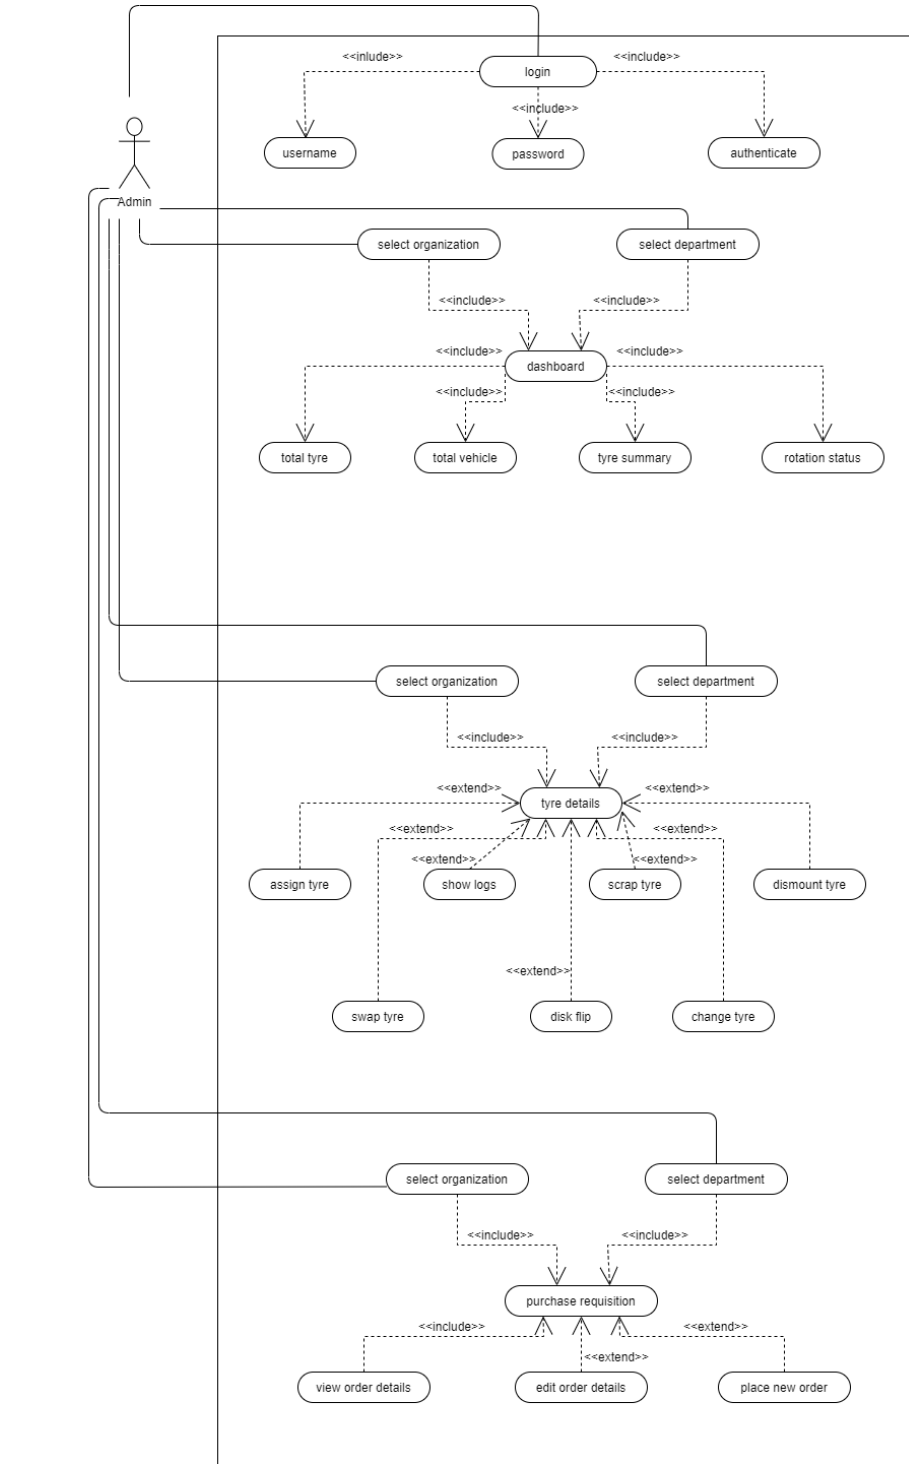 <<inlude>>
<<include>>
login
<<include>>
username
password
authenticate
Admin
select organization
select department
<<include>>
<<include>>
<<include>>
<<include>>
dashboard
<<include>>
<<include>>
total tyre
total vehicle
tyre summary
rotation status
select organization
select department
<<include>>
<<include>>
<<extend>>
<<extend>>
tyre details
<<extend>>
<<extend>>
<<extend>>
<<extend>>
assign tyre
show logs
scrap tyre
dismount tyre
<<extend>>
swap tyre
disk flip
change tyre
select organization
select department
<<include>>
<<include>>
purchase requisition
<<include>>
<<extend>>
<<extend>>
view order details
edit order details
place new order